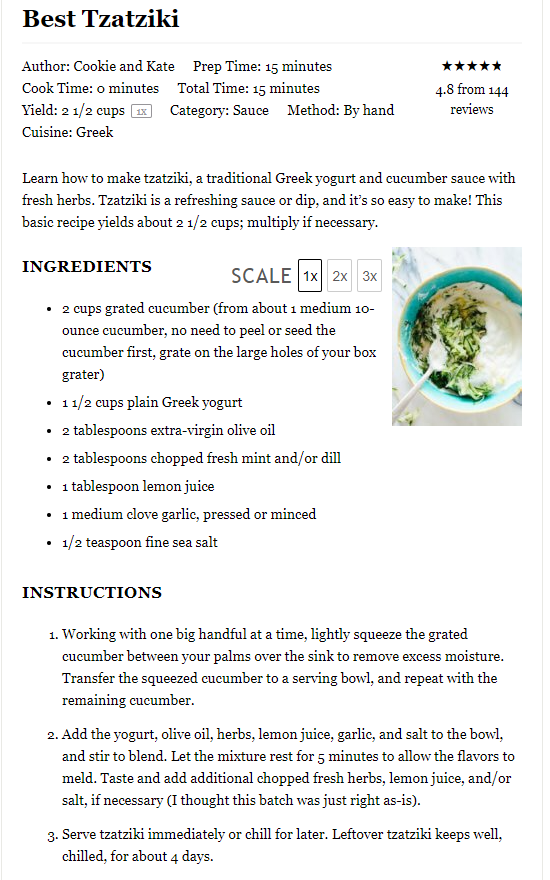 Best Tzatziki
Author: Cookie and Kate Prep Time: 15 minutes
Cook Time: 0 minutes Total Time: 15 minutes
Yield: 2 1/2 cups 1X Category: Sauce Method: By hand
Cuisine: Greek
★★★★★
4.8 from 144
reviews
Learn how to make tzatziki, a traditional Greek yogurt and cucumber sauce with
fresh herbs. Tzatziki is a refreshing sauce or dip, and it's so easy to make! This
basic recipe yields about 2 1/2 cups; multiply if necessary.
INGREDIENTS
SCALE 1x 2x 3x
• 2 cups grated cucumber (from about 1 medium 10-
ounce cucumber, no need to peel or seed the
cucumber first, grate on the large holes of your box
grater)
• 1 1/2 cups plain Greek yogurt
• 2 tablespoons extra-virgin olive oil
• 2 tablespoons chopped fresh mint and/or dill
• 1 tablespoon lemon juice
• 1 medium clove garlic, pressed or minced
• 1/2 teaspoon fine sea salt
INSTRUCTIONS
1. Working with one big handful at a time, lightly squeeze the grated
cucumber between your palms over the sink to remove excess moisture.
Transfer the squeezed cucumber to a serving bowl, and repeat with the
remaining cucumber.
2. Add the yogurt, olive oil, herbs, lemon juice, garlic, and salt to the bowl,
and stir to blend. Let the mixture rest for 5 minutes to allow the flavors to
meld. Taste and add additional chopped fresh herbs, lemon juice, and/or
salt, if necessary (I thought this batch was just right as-is).
3. Serve tzatziki immediately or chill for later. Leftover tzatziki keeps well,
chilled, for about 4 days.